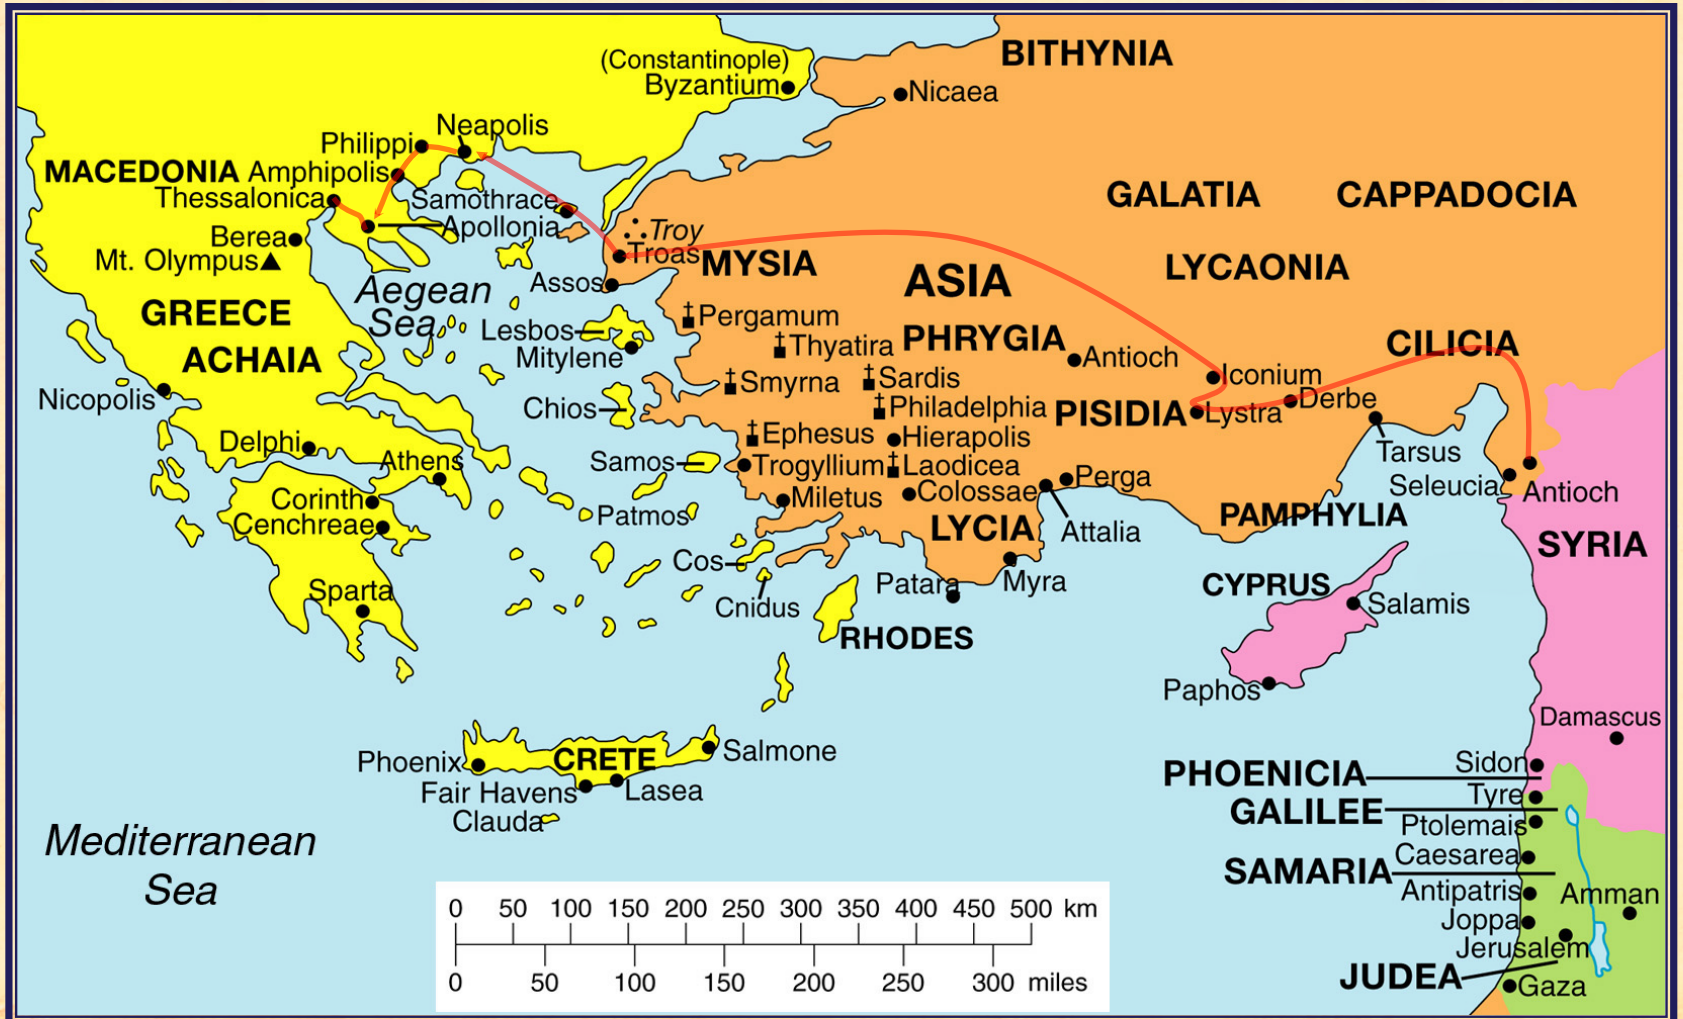 (Constantinople)
Byzantium
BITHYNIA
Nicaea
Neapolis
Philippi
MACEDONIA
Amphipolis
Thessalonica
Samothrace
Apollonia
GALATIA
CAPPADOCIA
Berea
Mt. Olympus
Troy
Troas
MYSIA
ASIA
LYCAONIA
Assos
Aegean
Sea
GREECE
ACHAIA
Pergamum
Lesbos
Mitylene
Thyatira
PHRYGIA
Antioch
CILICIA
Nicopolis
Smyrna
Sardis
Iconium
Chios
Philadelphia
PISIDIA
Lystra
Derbe
Delphi
Athens
Ephesus
Hierapolis
Tarsus
Samos
Trogyllium
Laodicea
Perga
Seleucia
Antioch
Corinth
Cenchreae
Miletus
Colossae
Patmos
LYCIA
Attalia
PAMPHYLIA
SYRIA
Cos
Cnidus
Patara
Myra
Sparta
CYPRUS
Salamis
RHODES
Paphos
Damascus
Phoenix
CRETE
Salmone
Fair Havens
Lasea
Clauda
PHOENICIA
Sidon
Tyre
GALILEE
Ptolemais
Caesarea
SAMARIA
Antipatris
Amman
Joppa
Jerusalem
JUDEA
Gaza
Mediterranean
Sea
0 50 100 150 200 250 300 350 400 450 500 km
0 50 100 150 200 250 300 miles